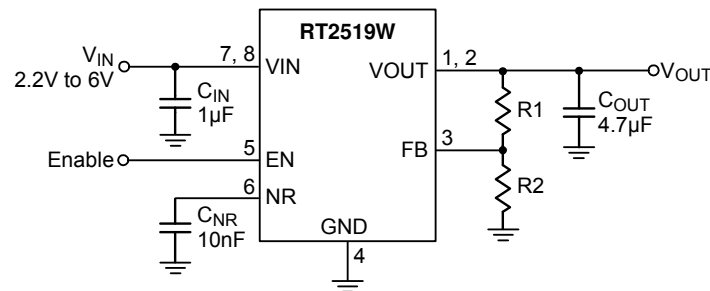 RT2519W
VIN
2.2V to 6V
7, 8
VIN
VOUT
1, 2
VOUT
CIN
1µF
R1
COUT
4.7µF
Enable
5
EN
FB
3
6
NR
R2
CNR
10nF
GND
4